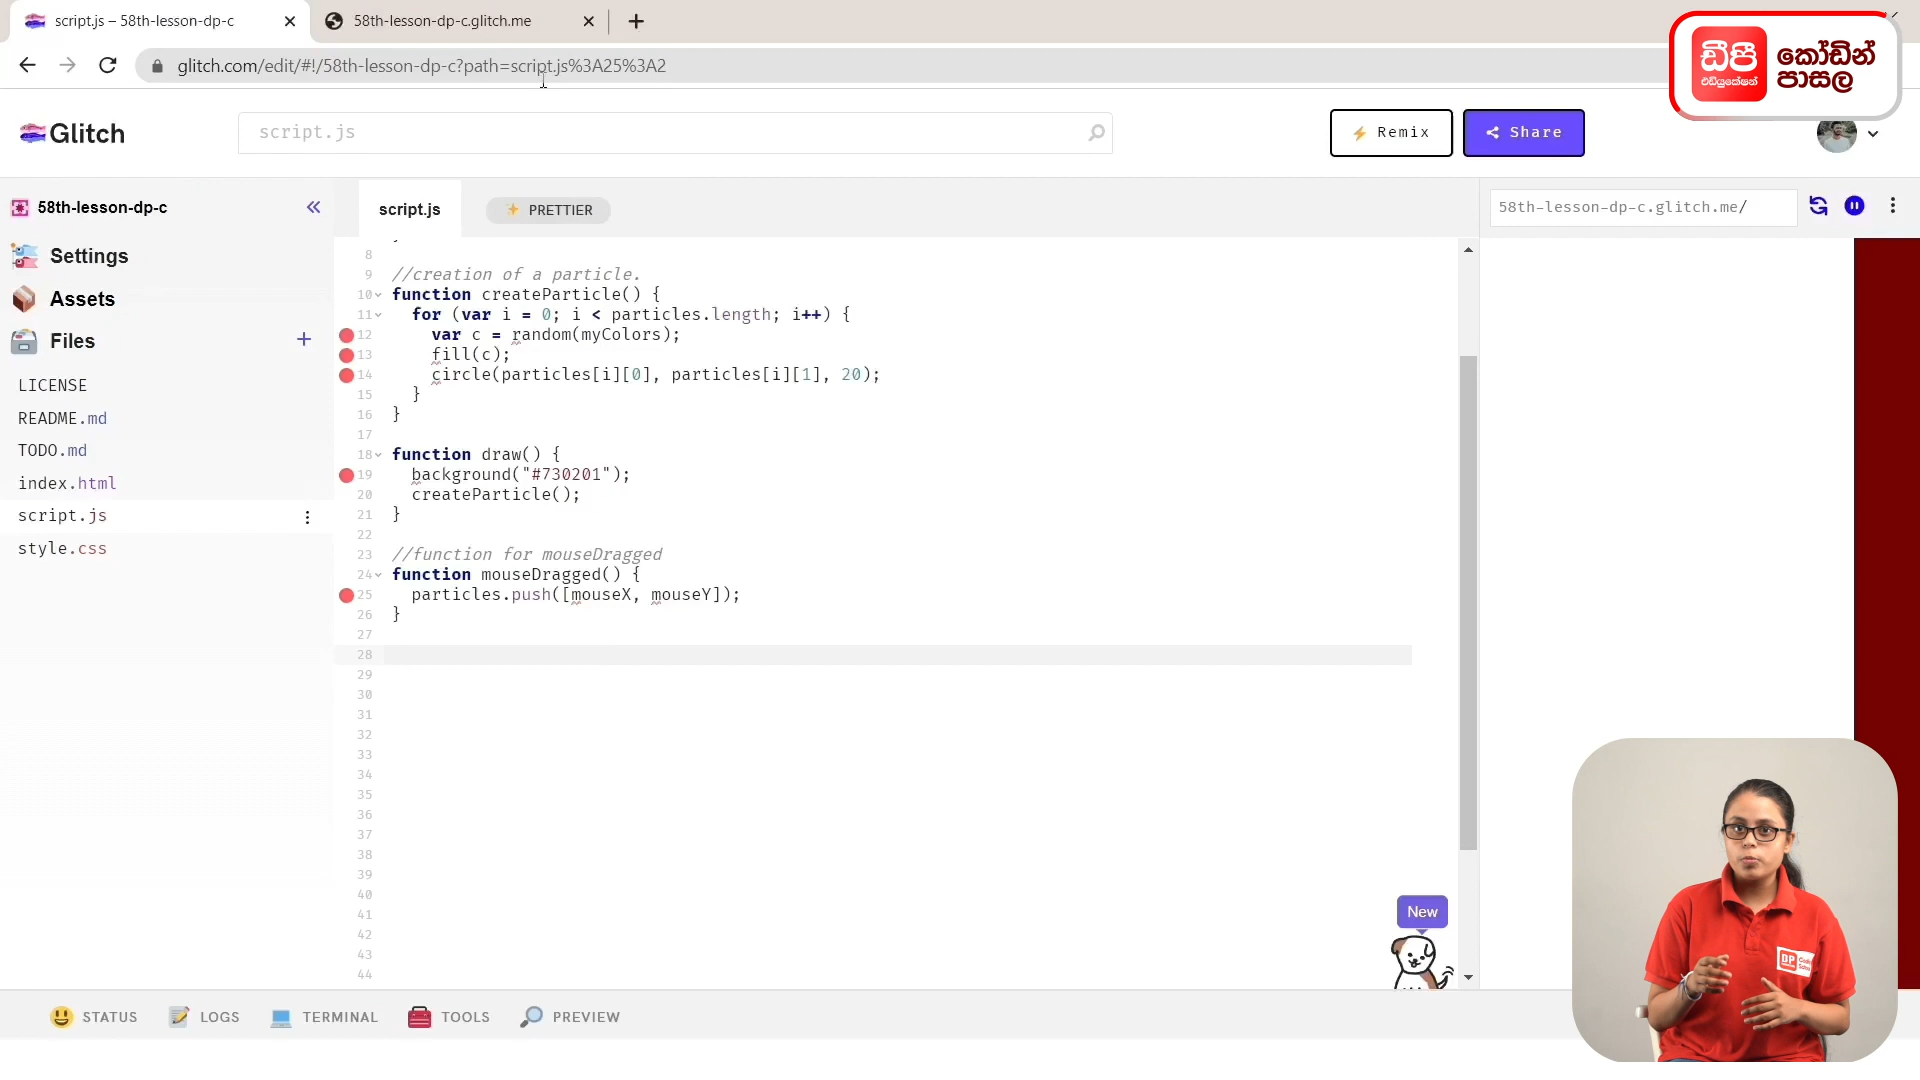 script.js – 58th-lesson-dp-c
58th-lesson-dp-c.glitch.me
glitch.com/edit/#!/58th-lesson-dp-c?path=script.js%3A25%3A2
ඩීපී
එඩියුකේෂන්
කෝඩින්
පාසල
Glitch
script.js
Remix
Share
58th-lesson-dp-c
script.js
PRETTIER
58th-lesson-dp-c.glitch.me/
Settings
Assets
Files
LICENSE
README.md
TODO.md
index.html
script.js
style.css
8
9 //creation of a particle.
10 function createParticle() {
11 for (var i = 0; i < particles.length; i++) {
12 var c = random(myColors);
13 fill(c);
14 circle(particles[i][0], particles[i][1], 20);
15 }
16 }
17
18 function draw() {
19 background("#730201");
20 createParticle();
21 }
22
23 //function for mouseDragged
24 function mouseDragged() {
25 particles.push([mouseX, mouseY]);
26 }
27
28
29
30
31
32
33
34
35
36
37
38
39
40
41
42
43
44
New
STATUS
LOGS
TERMINAL
TOOLS
PREVIEW
DP